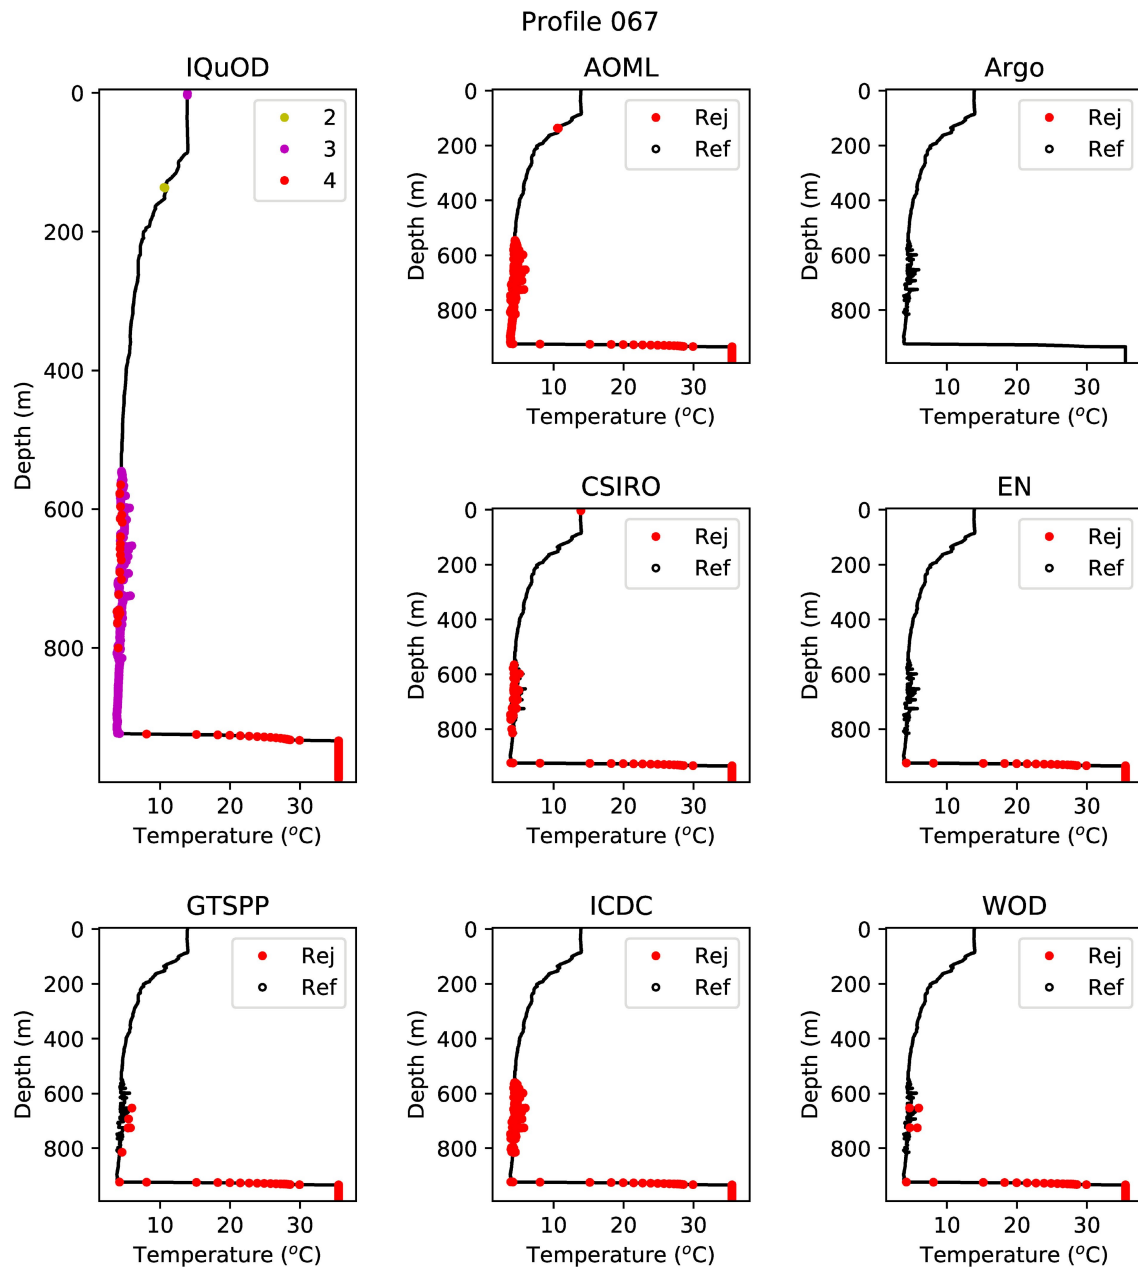 Profile 067
IQuOD
0
200
400
600
800
10 20 30
Depth (m)
Temperature (°C)
2
3
4
AOML
0
200
400
600
800
10 20 30
Depth (m)
Temperature (°C)
Rej
Ref
Argo
0
200
400
600
800
10 20 30
Depth (m)
Temperature (°C)
Rej
Ref
CSIRO
0
200
400
600
800
10 20 30
Depth (m)
Temperature (°C)
Rej
Ref
EN
0
200
400
600
800
10 20 30
Depth (m)
Temperature (°C)
Rej
Ref
GTSPP
0
200
400
600
800
10 20 30
Depth (m)
Temperature (°C)
Rej
Ref
ICDC
0
200
400
600
800
10 20 30
Depth (m)
Temperature (°C)
Rej
Ref
WOD
0
200
400
600
800
10 20 30
Depth (m)
Temperature (°C)
Rej
Ref